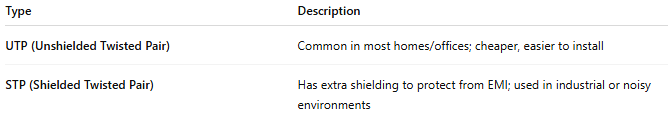 Type Description
UTP (Unshielded Twisted Pair) Common in most homes/offices; cheaper, easier to install
STP (Shielded Twisted Pair) Has extra shielding to protect from EMI; used in industrial or noisy
environments